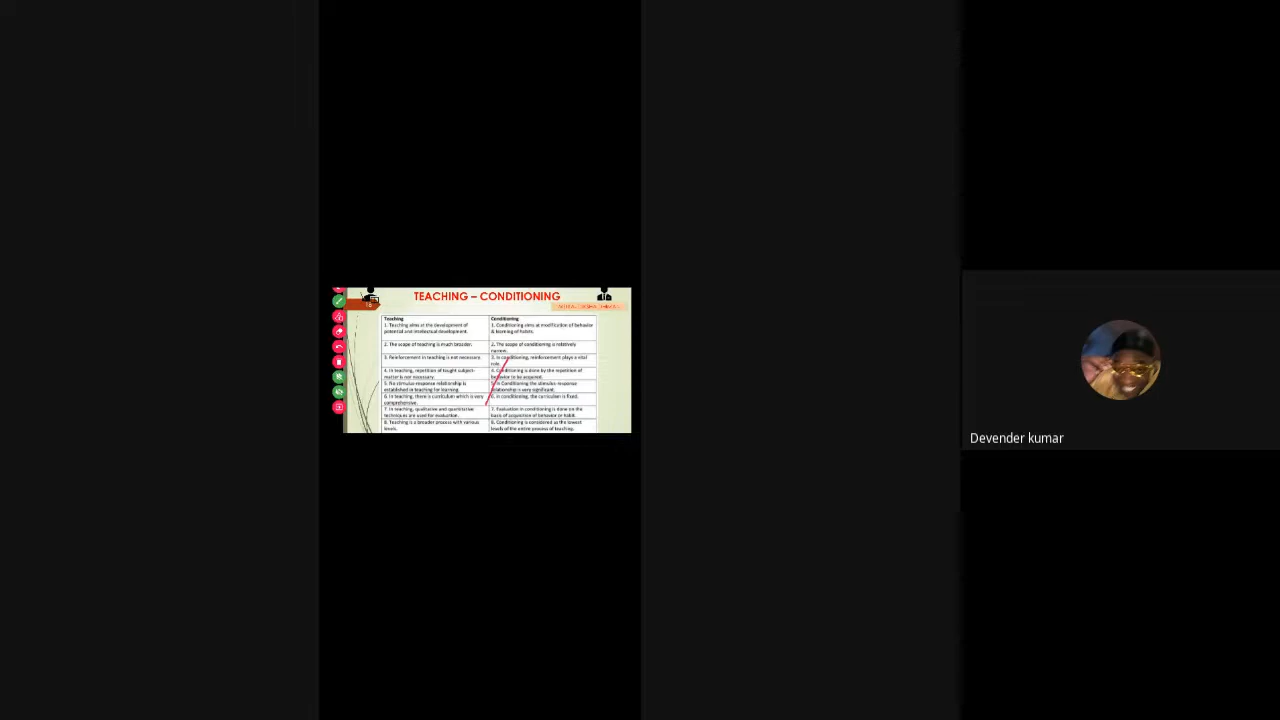 TEACHING – CONDITIONING
18
Teaching
1. Teaching aims at the development of
potential and intellectual development.
Conditioning
1. Conditioning aims at modification of behavior
& learning of habits.
2. The scope of teaching is much broader.
2. The scope of conditioning is relatively
narrow.
3. Reinforcement in teaching is not necessary.
3. In conditioning, reinforcement plays a vital
role.
4. In teaching, repetition of taught subject-
matter is not necessary.
4. Conditioning is done by the repetition of
behavior to be acquired.
5. No stimulus-response relationship is
established in teaching for learning.
5. In Conditioning the stimulus-response
relationship is very significant.
6. In teaching, there is curriculum which is very
comprehensive.
6. In conditioning, the curriculum is fixed.
7. In teaching, qualitative and quantitative
techniques are used for evaluation.
7. Evaluation in conditioning is done on the
basis of acquisition of behavior or habit.
8. Teaching is a broader process with various
levels.
8. Conditioning is considered as the lowest
levels of the entire process of teaching.
Devender kumar